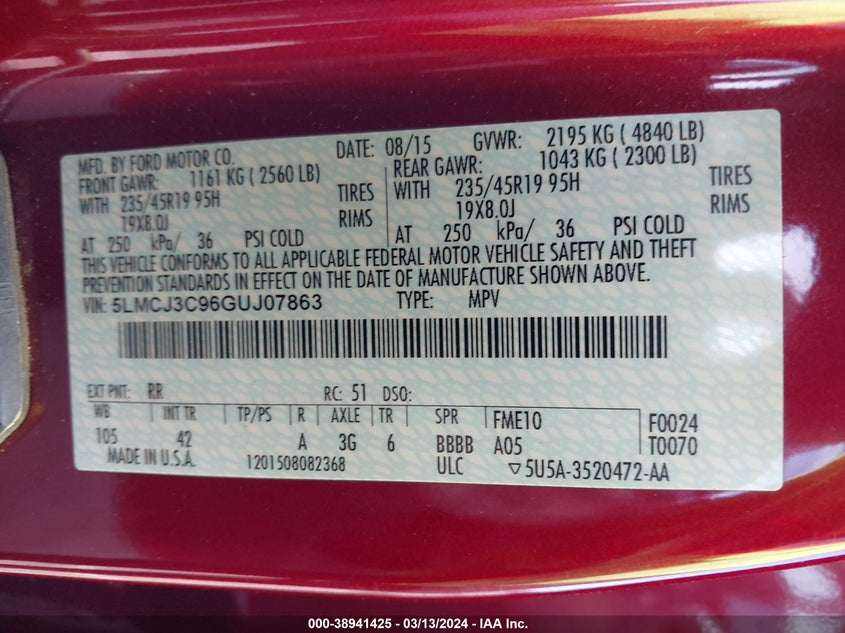 MFD. BY FORD MOTOR CO. DATE: 08/15 GVWR: 2195 KG ( 4840 LB)
FRONT GAWR: 1161 KG ( 2560 LB) REAR GAWR: 1043 KG ( 2300 LB)
WITH 235/45R19 95H TIRES WITH 235/45R19 95H TIRES
19X8.0J RIMS 19X8.0J RIMS
AT 250 kPa/ 36 PSI COLD AT 250 kPa/ 36 PSI COLD
THIS VEHICLE CONFORMS TO ALL APPLICABLE FEDERAL MOTOR VEHICLE SAFETY AND THEFT
PREVENTION STANDARDS IN EFFECT ON THE DATE OF MANUFACTURE SHOWN ABOVE.
VIN: 5LMCJ3C96GUJ07863 TYPE: MPV
EXT PNT: RR RC: 51 DSO:
WB INT TR TP/PS R AXLE TR SPR FME10 F0024
105 42 A 3G 6 BBBB A05 T0070
MADE IN U.S.A. 1201508082368 ULC ▽5U5A-3520472-AA
000-38941425 - 03/13/2024 - IAA Inc.